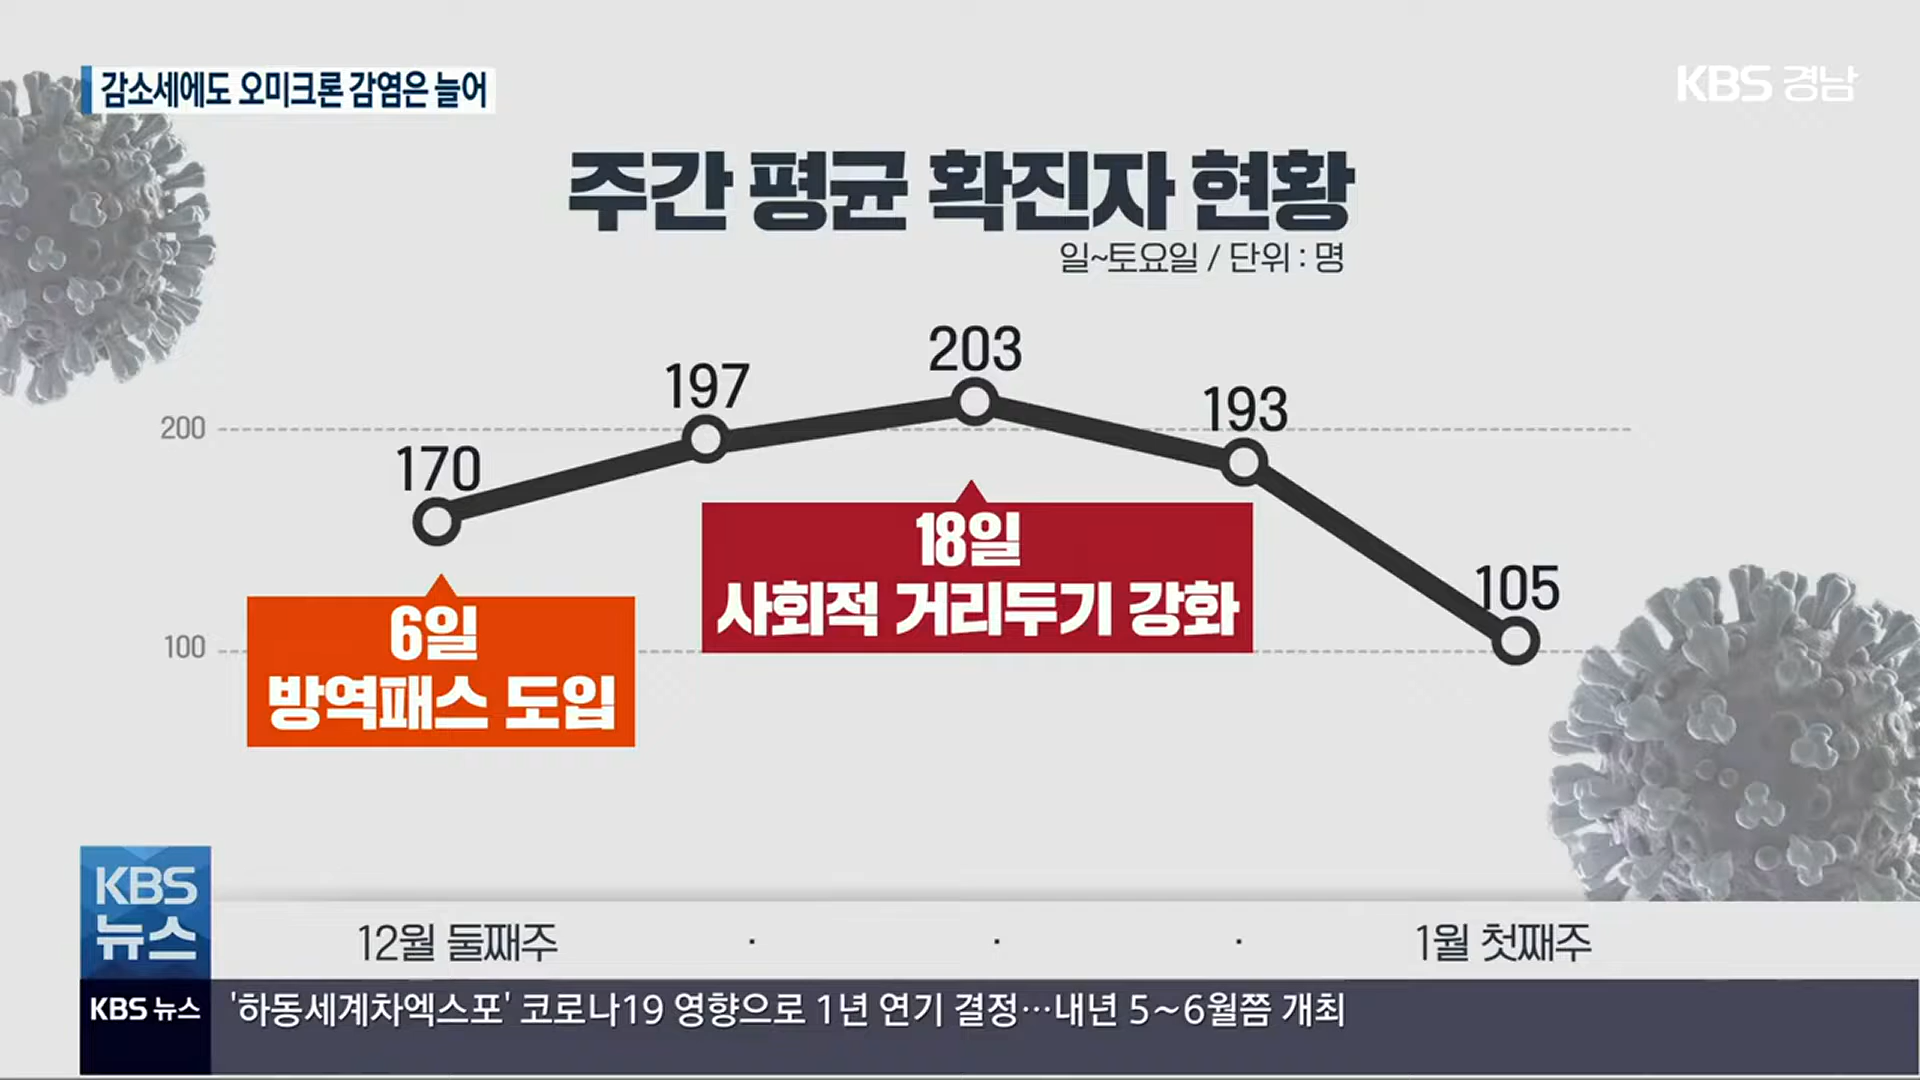 감소세에도 오미크론 감염은 늘어
KBS 경남
주간 평균 확진자 현황
일~토요일 / 단위 : 명
203
197
193
200
170
18일
사회적 거리두기 강화
105
6일
방역패스 도입
100
KBS
뉴스
12월 둘째주 · · · 1월 첫째주
KBS 뉴스
'하동세계차엑스포' 코로나19 영향으로 1년 연기 결정…내년 5~6월쯤 개최